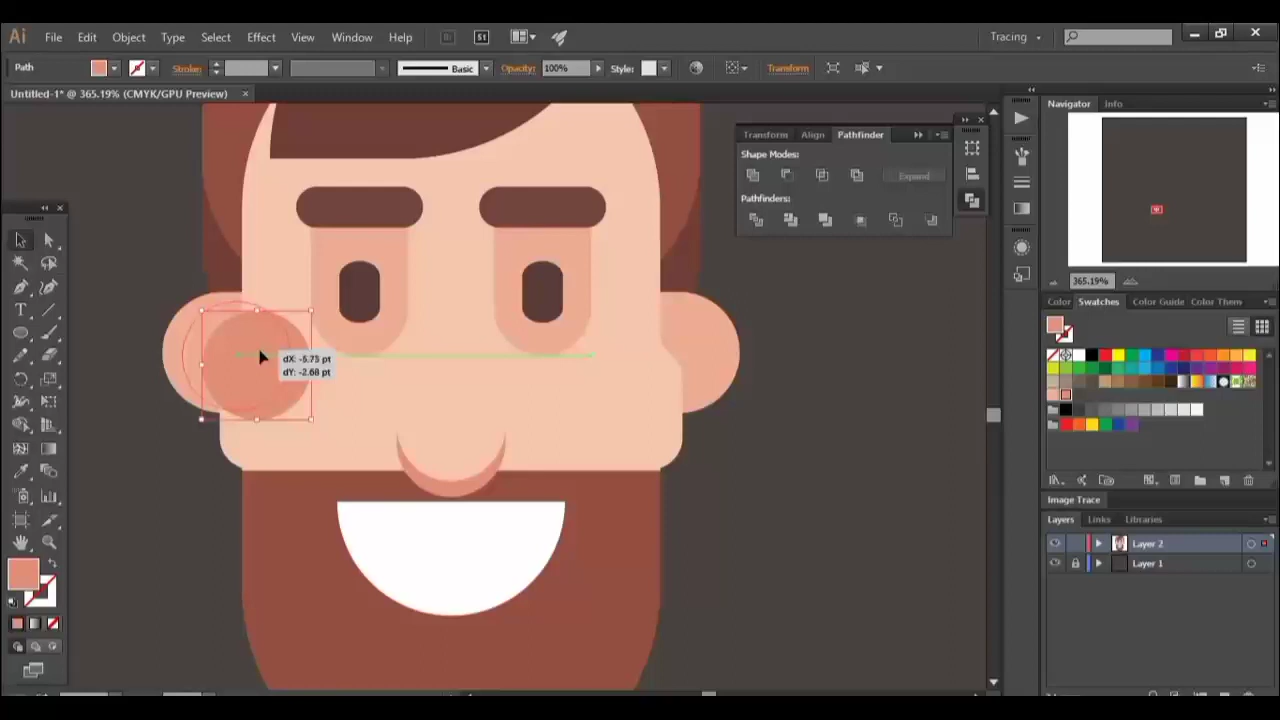 Ai File Edit Object Type Select Effect View Window Help Br St Tracing
Path Stroke: Basic Opacity: 100% Style: Transform
Untitled-1* @ 365.19% (CMYK/GPU Preview) ×
Navigator Info
Transform Align Pathfinder
Shape Modes:
Expand
Pathfinders:
365.19%
Color Swatches Color Guide Color Them
dX: -5.75 pt
dY: -2.68 pt
Image Trace
Layers Links Libraries
Layer 2
Layer 1